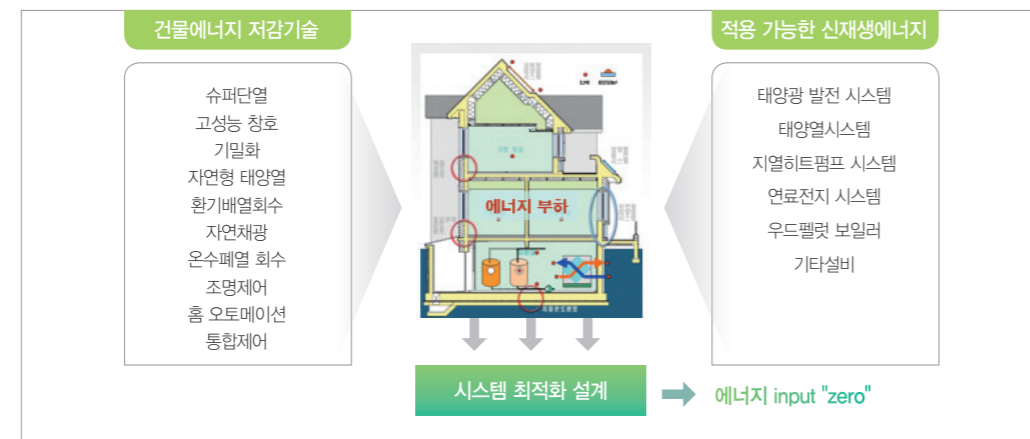 건물에너지 저감기술
슈퍼단열
고성능 창호
기밀화
자연형 태양열
환기배열회수
자연채광
온수폐열 회수
조명제어
홈 오토메이션
통합제어
에너지 부하
적용 가능한 신재생에너지
태양광 발전 시스템
태양열시스템
지열히트펌프 시스템
연료전지 시스템
우드펠럿 보일러
기타설비
시스템 최적화 설계
에너지 input "zero"